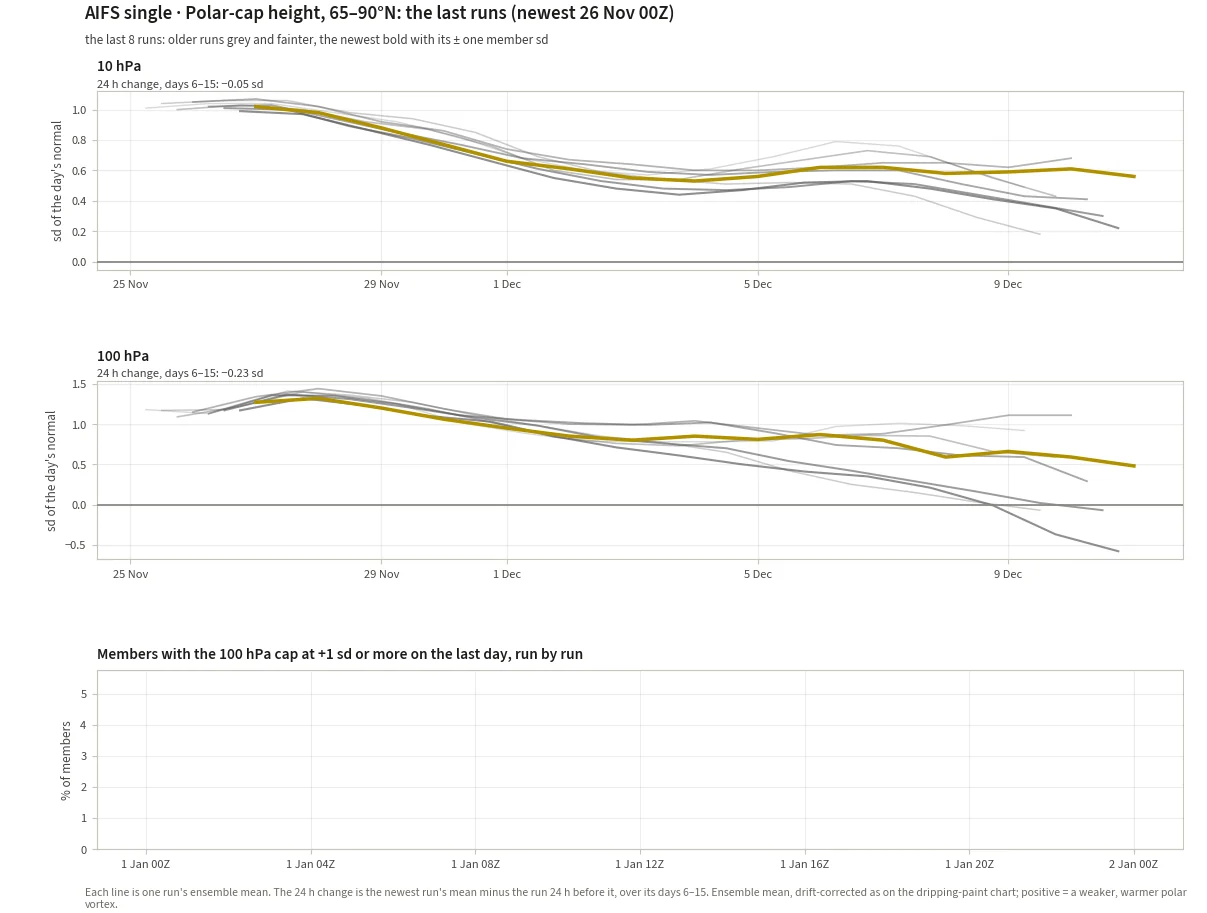 AIFS single · Polar-cap height, 65–90°N: the last runs (newest 26 Nov 00Z)
the last 8 runs: older runs grey and fainter, the newest bold with its ± one member sd
10 hPa
24 h change, days 6–15: −0.05 sd
sd of the day's normal
1.0
0.8
0.6
0.4
0.2
0.0
25 Nov
29 Nov
1 Dec
5 Dec
9 Dec
100 hPa
24 h change, days 6–15: −0.23 sd
sd of the day's normal
1.5
1.0
0.5
0.0
−0.5
25 Nov
29 Nov
1 Dec
5 Dec
9 Dec
Members with the 100 hPa cap at +1 sd or more on the last day, run by run
% of members
5
4
3
2
1
0
1 Jan 00Z
1 Jan 04Z
1 Jan 08Z
1 Jan 12Z
1 Jan 16Z
1 Jan 20Z
2 Jan 00Z
Each line is one run's ensemble mean. The 24 h change is the newest run's mean minus the run 24 h before it, over its days 6–15. Ensemble mean, drift-corrected as on the dripping-paint chart; positive = a weaker, warmer polar
vortex.